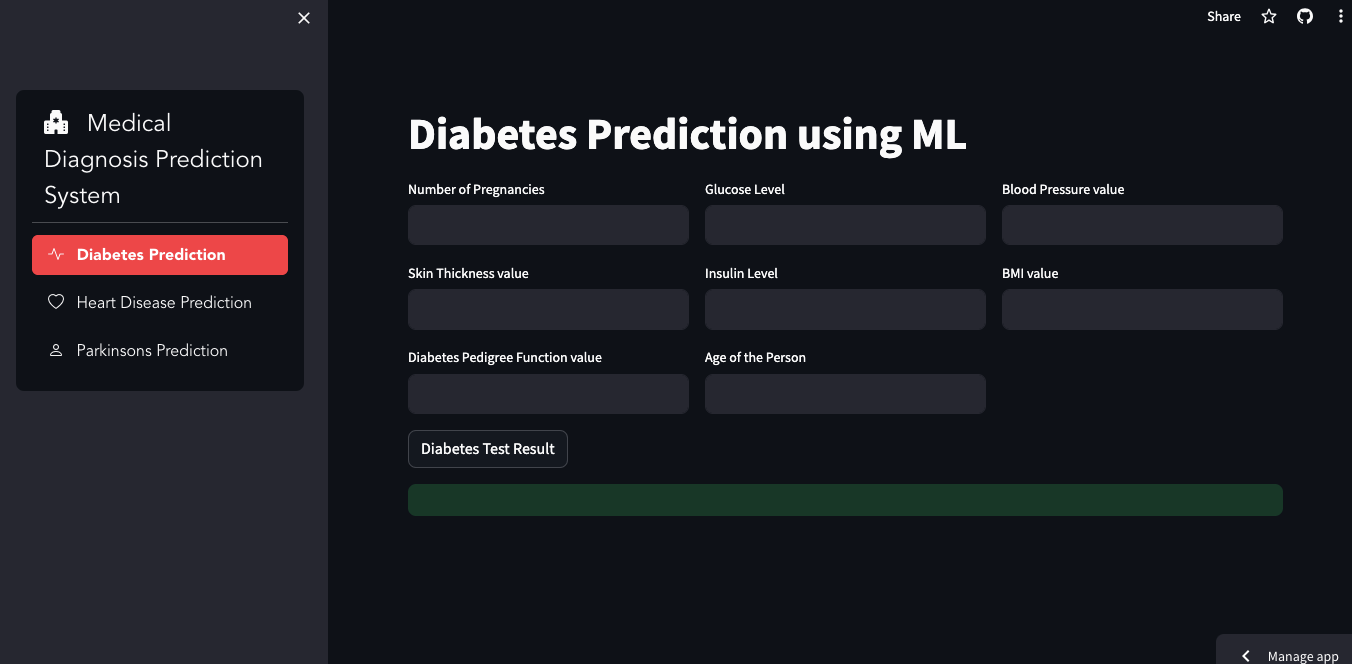 Share
Medical
Diagnosis Prediction
System
Diabetes Prediction
Heart Disease Prediction
Parkinsons Prediction
Diabetes Prediction using ML
Number of Pregnancies
Glucose Level
Blood Pressure value
Skin Thickness value
Insulin Level
BMI value
Diabetes Pedigree Function value
Age of the Person
Diabetes Test Result
Manage app